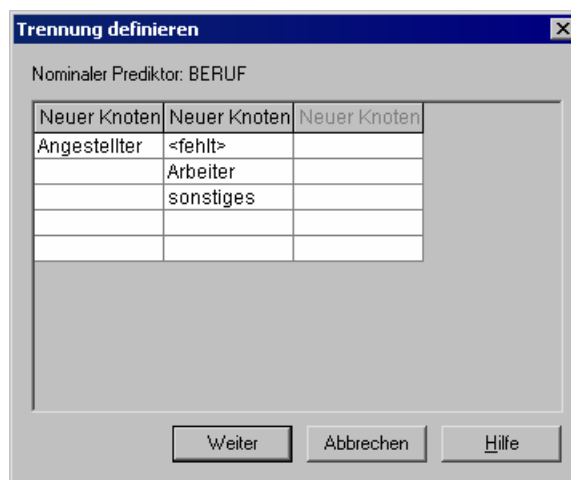 Trennung definieren
Nominaler Prediktor: BERUF
Neuer Knoten Neuer Knoten Neuer Knoten
Angestellter <fehlt>
Arbeiter
sonstiges
Weiter Abbrechen Hilfe